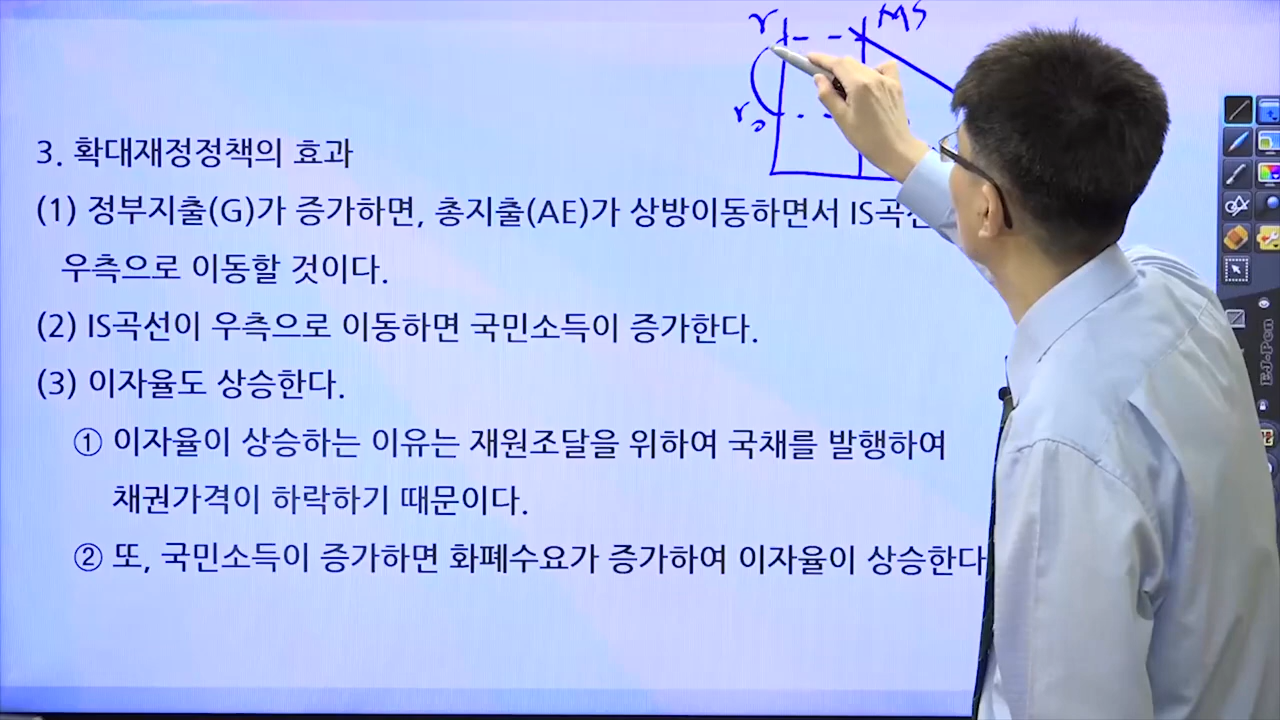 r MS
r₀
3. 확대재정정책의 효과
(1) 정부지출(G)가 증가하면, 총지출(AE)가 상방이동하면서 IS곡선
우측으로 이동할 것이다.
(2) IS곡선이 우측으로 이동하면 국민소득이 증가한다.
(3) 이자율도 상승한다.
① 이자율이 상승하는 이유는 재원조달을 위하여 국채를 발행하여
채권가격이 하락하기 때문이다.
② 또, 국민소득이 증가하면 화폐수요가 증가하여 이자율이 상승한다
EJ-Pen